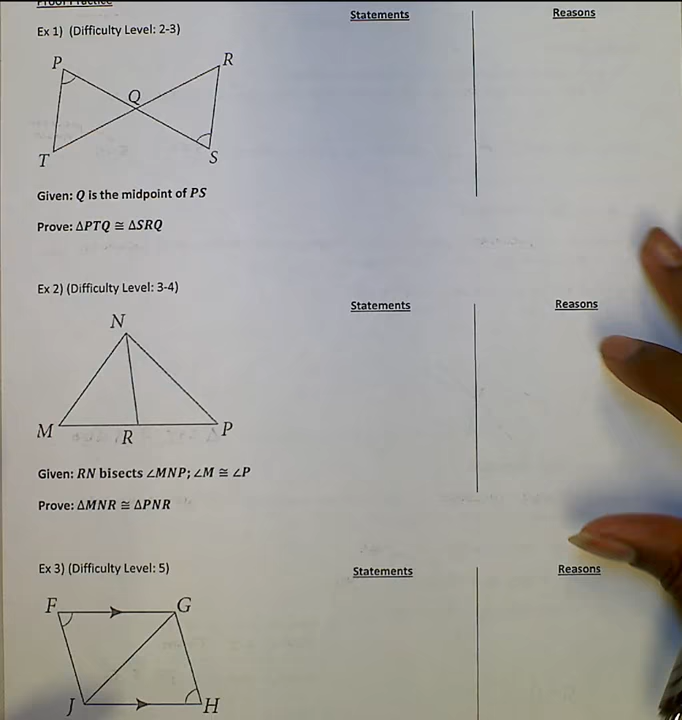 Proof Practice
Statements
Reasons
Ex 1) (Difficulty Level: 2-3)
P
R
Q
T
S
Given: Q is the midpoint of PS
Prove: ΔPTQ ≅ ΔSRQ
Ex 2) (Difficulty Level: 3-4)
Statements
Reasons
N
M
R
P
Given: RN bisects ∠MNP; ∠M ≅ ∠P
Prove: ΔMNR ≅ ΔPNR
Ex 3) (Difficulty Level: 5)
Statements
Reasons
F
G
J
H